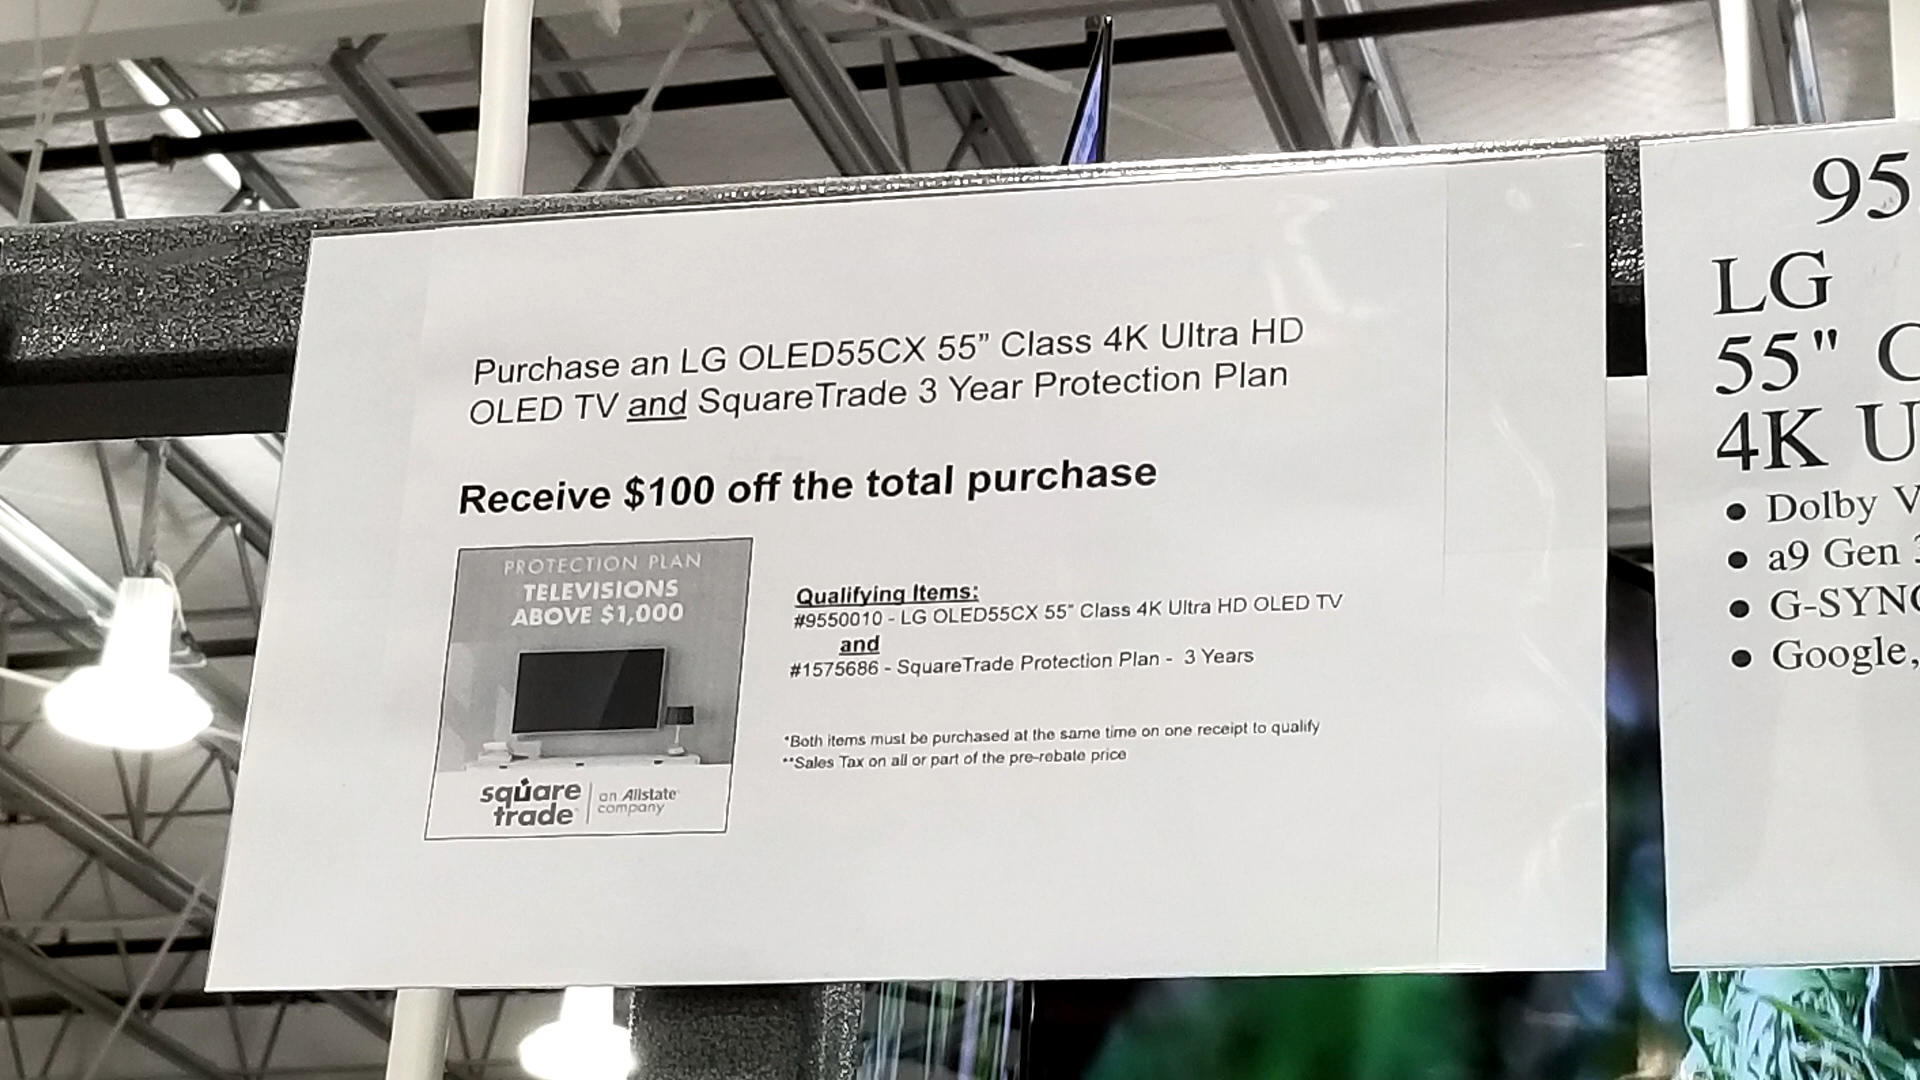 Purchase an LG OLED55CX 55” Class 4K Ultra HD
OLED TV and SquareTrade 3 Year Protection Plan
Receive $100 off the total purchase
PROTECTION PLAN
TELEVISIONS
ABOVE $1,000
square
trade
an Allstate
company
Qualifying Items:
#9550010 - LG OLED55CX 55” Class 4K Ultra HD OLED TV
and
#1575686 - SquareTrade Protection Plan - 3 Years
*Both items must be purchased at the same time on one receipt to qualify
**Sales Tax on all or part of the pre-rebate price
95
LG
55" C
4K U
• Dolby V
• a9 Gen 3
• G-SYNC
• Google,